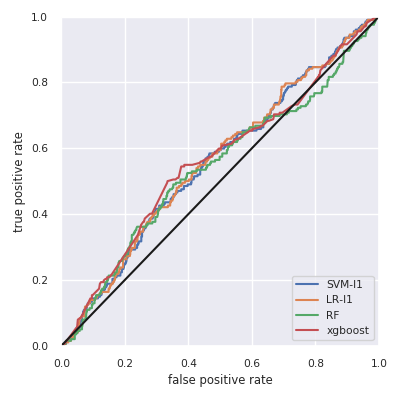 1.0
0.8
0.6
0.4
0.2
0.0
true positive rate
0.0 0.2 0.4 0.6 0.8 1.0
false positive rate
SVM-l1
LR-l1
RF
xgboost